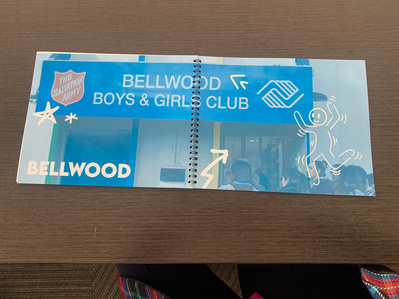 THE
SALVATION
ARMY
BELLWOOD
BOYS & GIRLS CLUB
BELLWOOD